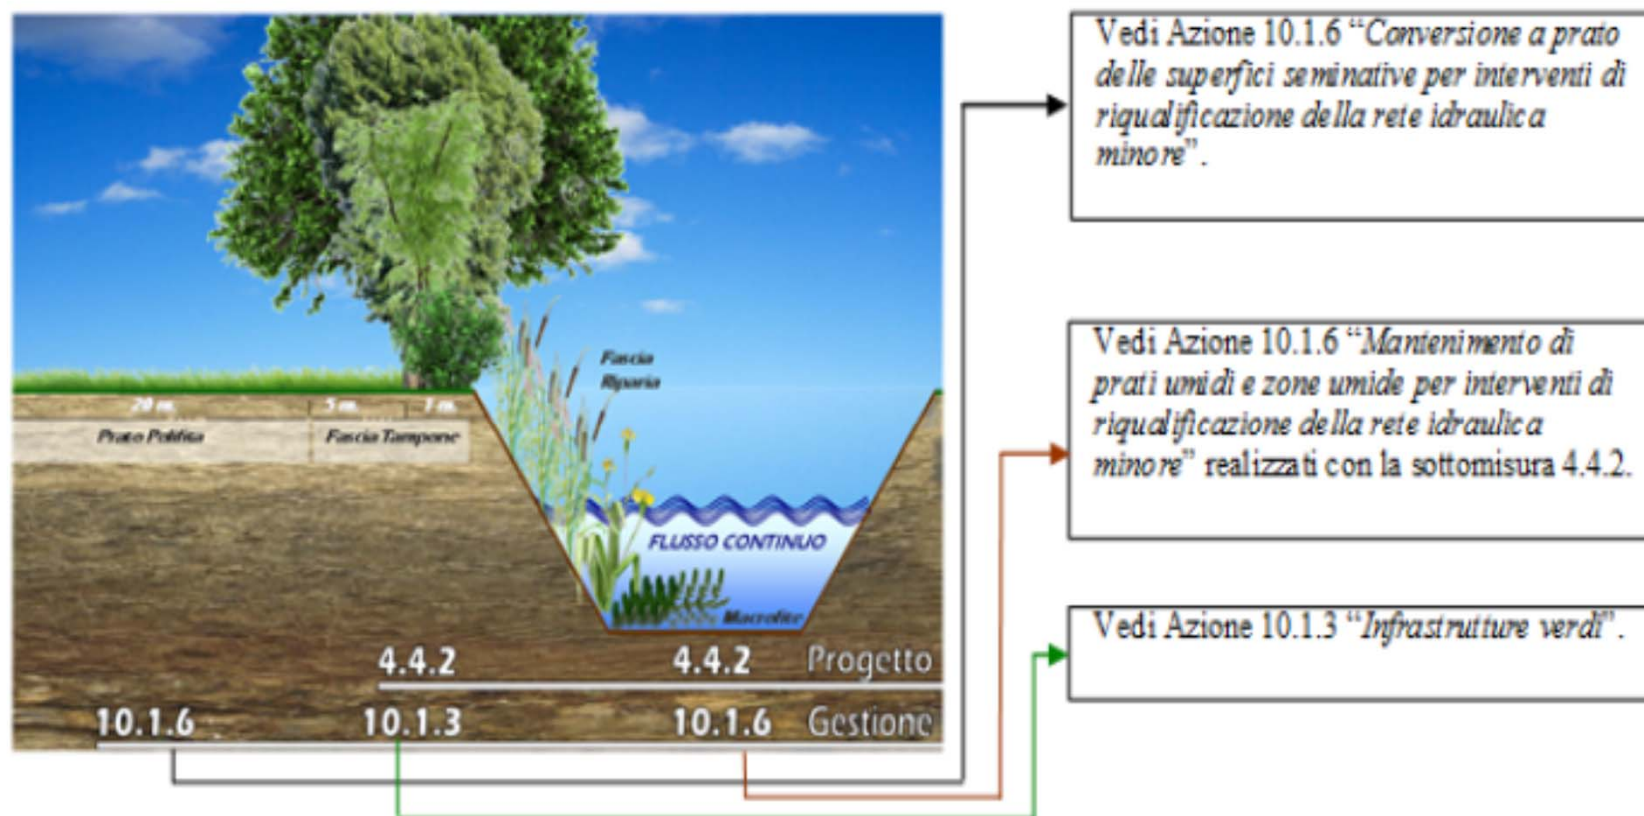 Vedi Azione 10.1.6 “Conversione a prato
delle superfici seminative per interventi di
riqualificazione della rete idraulica
minore”.
Vedi Azione 10.1.6 “Mantenimento di
prati umidi e zone umide per interventi di
riqualificazione della rete idraulica
minore” realizzati con la sottomisura 4.4.2.
Vedi Azione 10.1.3 “Infrastrutture verdi”.
Fascia
Riparia
20 m. 5 m. 1 m.
Prato Polifita Fascia Tampone
FLUSSO CONTINUO
Macrofite
4.4.2 4.4.2 Progetto
10.1.6 10.1.3 10.1.6 Gestione